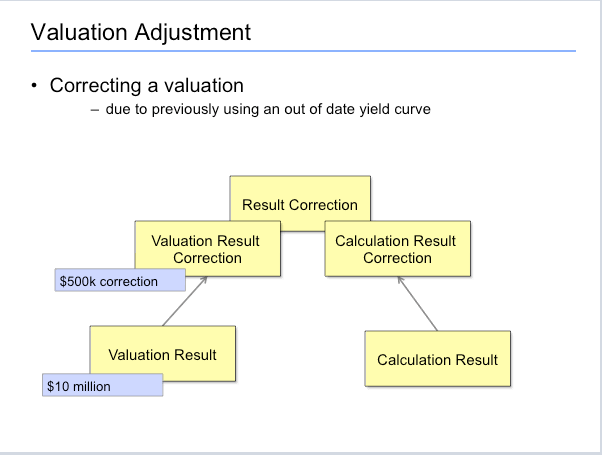 Valuation Adjustment
• Correcting a valuation
– due to previously using an out of date yield curve
Result Correction
Valuation Result
Correction
Calculation Result
Correction
$500k correction
Valuation Result
Calculation Result
$10 million